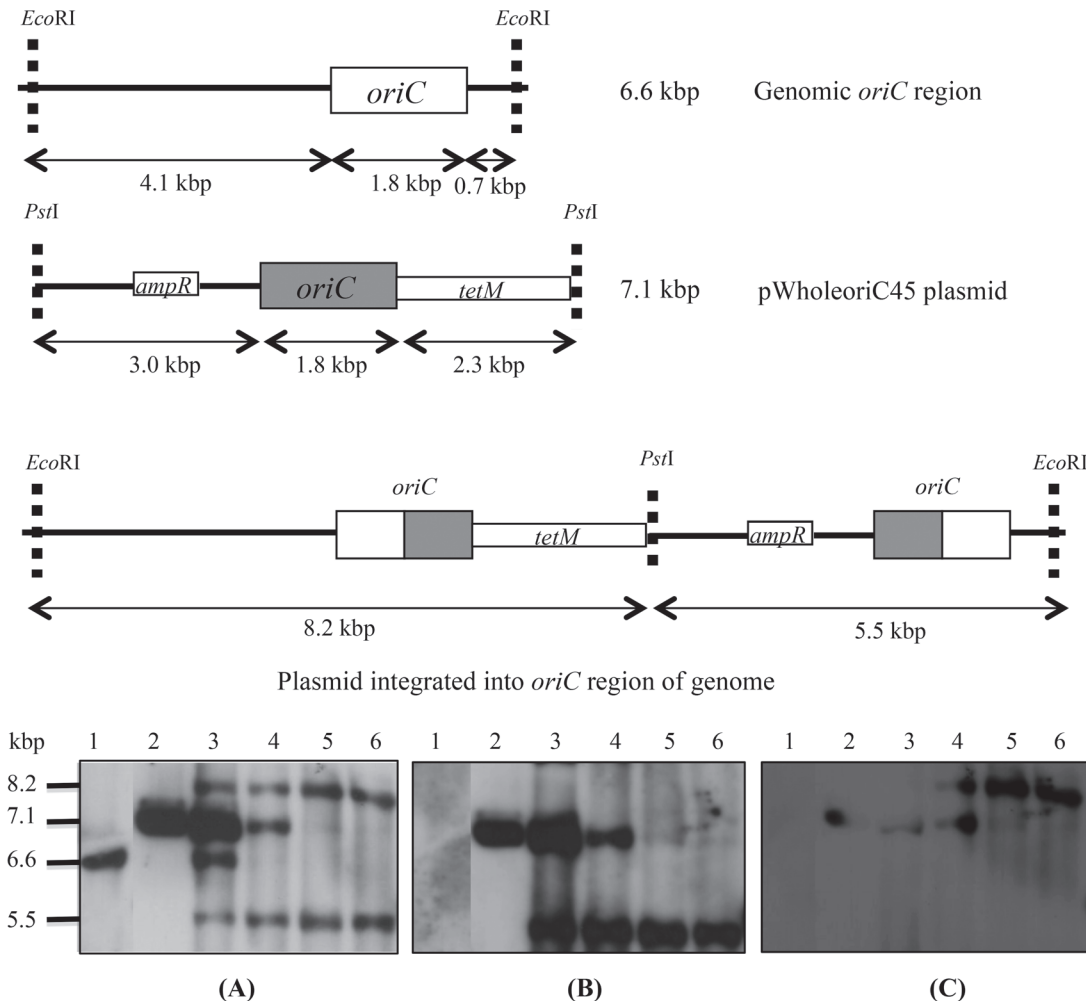 EcoRI EcoRI
oriC 6.6 kbp Genomic oriC region
4.1 kbp 1.8 kbp 0.7 kbp
PstI PstI
ampR oriC tetM 7.1 kbp pWholeoriC45 plasmid
3.0 kbp 1.8 kbp 2.3 kbp
EcoRI oriC PstI oriC EcoRI
tetM ampR
8.2 kbp 5.5 kbp
Plasmid integrated into oriC region of genome
kbp 1 2 3 4 5 6 1 2 3 4 5 6 1 2 3 4 5 6
8.2
7.1
6.6
5.5
(A) (B) (C)